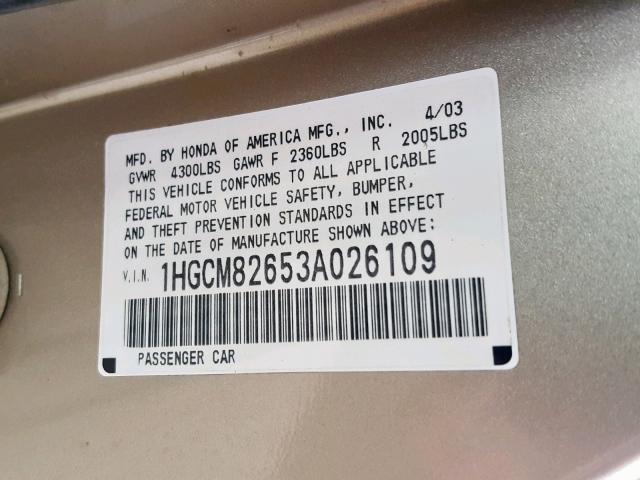 MFD. BY HONDA OF AMERICA MFG., INC. 4/03
GVWR 4300LBS GAWR F 2360LBS R 2005LBS
THIS VEHICLE CONFORMS TO ALL APPLICABLE
FEDERAL MOTOR VEHICLE SAFETY, BUMPER,
AND THEFT PREVENTION STANDARDS IN EFFECT
ON THE DATE OF MANUFACTURE SHOWN ABOVE:
V.I.N. 1HGCM82653A026109
PASSENGER CAR